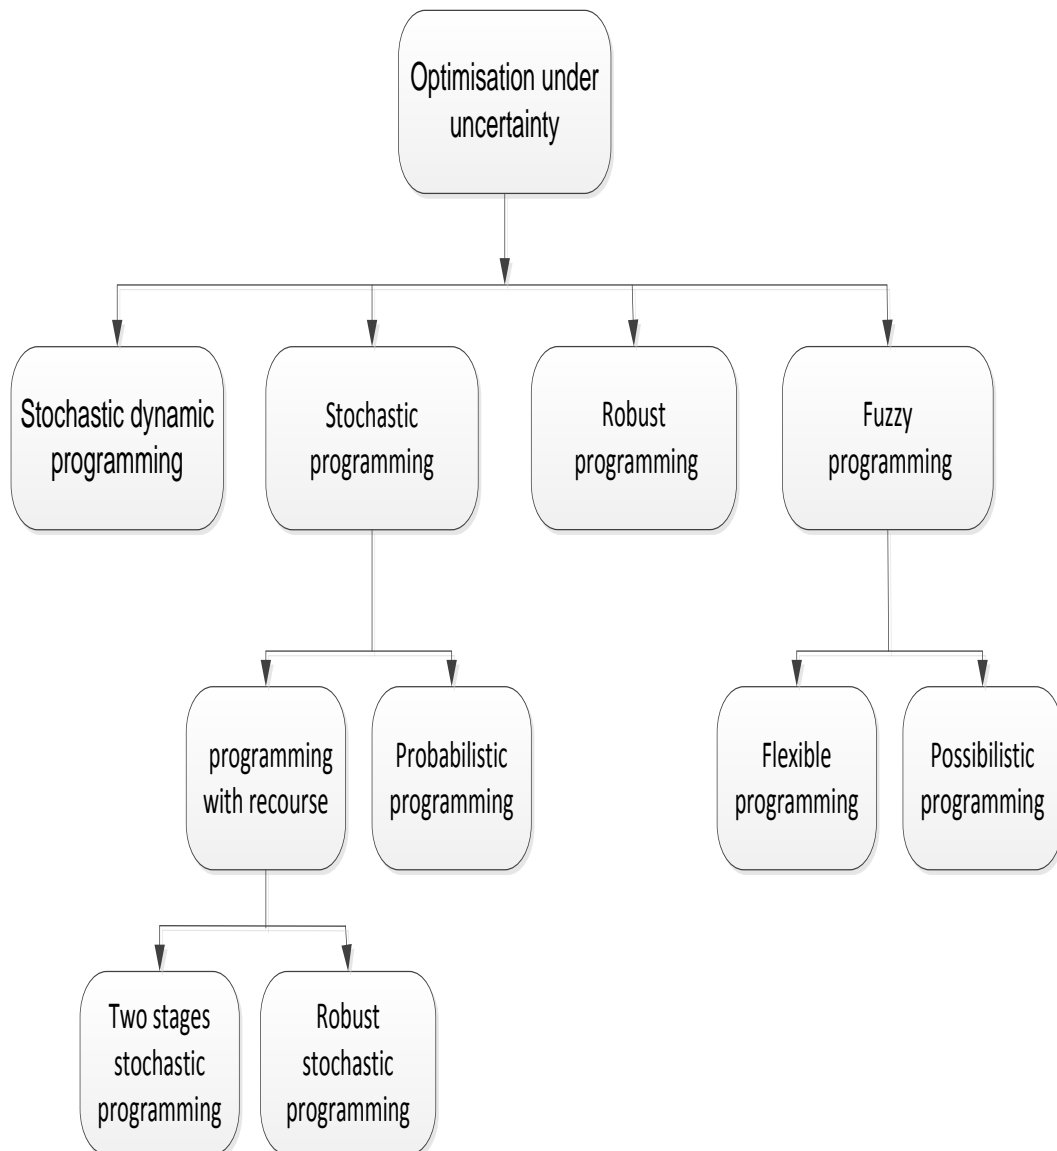 Optimisation under
uncertainty
Stochastic dynamic
programming
Stochastic
programming
Robust
programming
Fuzzy
programming
programming
with recourse
Probabilistic
programming
Flexible
programming
Possibilistic
programming
Two stages
stochastic
programming
Robust
stochastic
programming